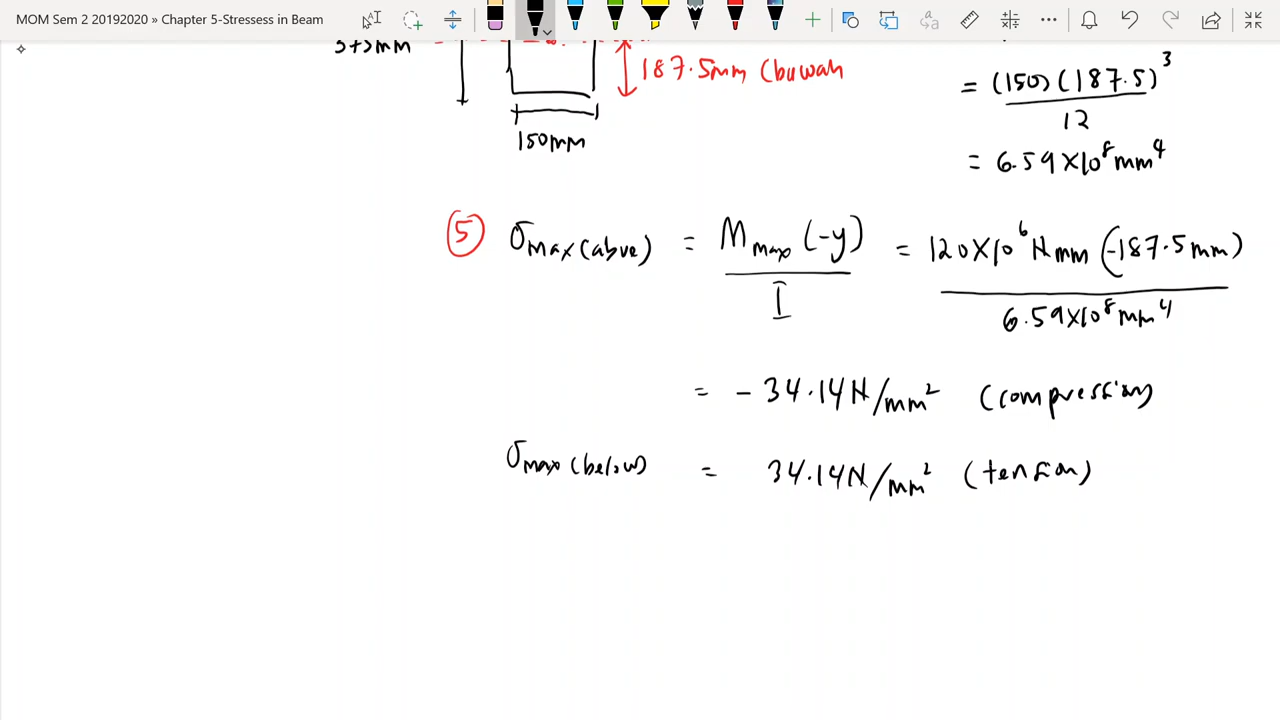 MOM Sem 2 20192020 » Chapter 5-Stressess in Beam
375mm
187.5mm (bawah
150mm
= (150)(187.5)³
12
= 6.59×10⁸mm⁴
⑤ σmax(above) = Mmax(-y) = 120×10⁶Nmm(-187.5mm)
I 6.59×10⁸mm⁴
= - 34.14N/mm² (compression)
σmax(below) = 34.14N/mm² (tension)